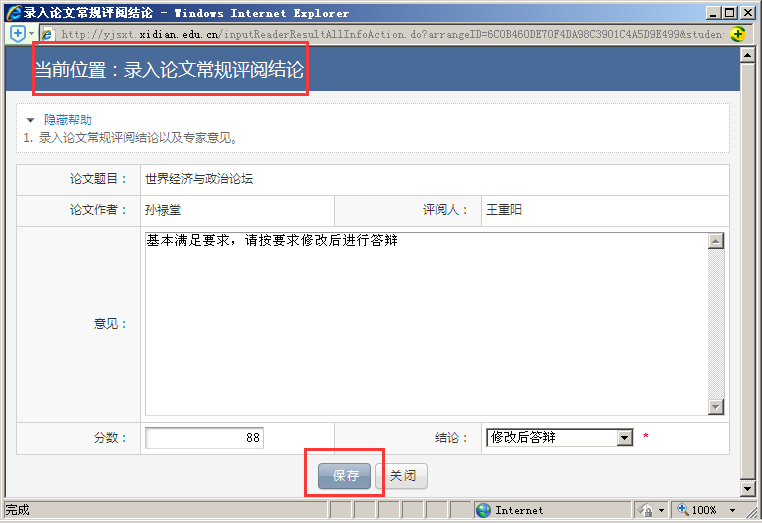 录入论文常规评阅结论 - Windows Internet Explorer
http://yjsxt.xidian.edu.cn/inputReaderResultAllInfoAction.do?arrangeID=6C0B460DE70F4DA98C3901C4A5D9E499&studen
当前位置：录入论文常规评阅结论
隐藏帮助
1. 录入论文常规评阅结论以及专家意见。
论文题目： 世界经济与政治论坛
论文作者： 孙禄堂 评阅人： 王重阳
意见： 基本满足要求，请按要求修改后进行答辩
分数： 88 结论： 修改后答辩 *
保存 关闭
完成 Internet 100%